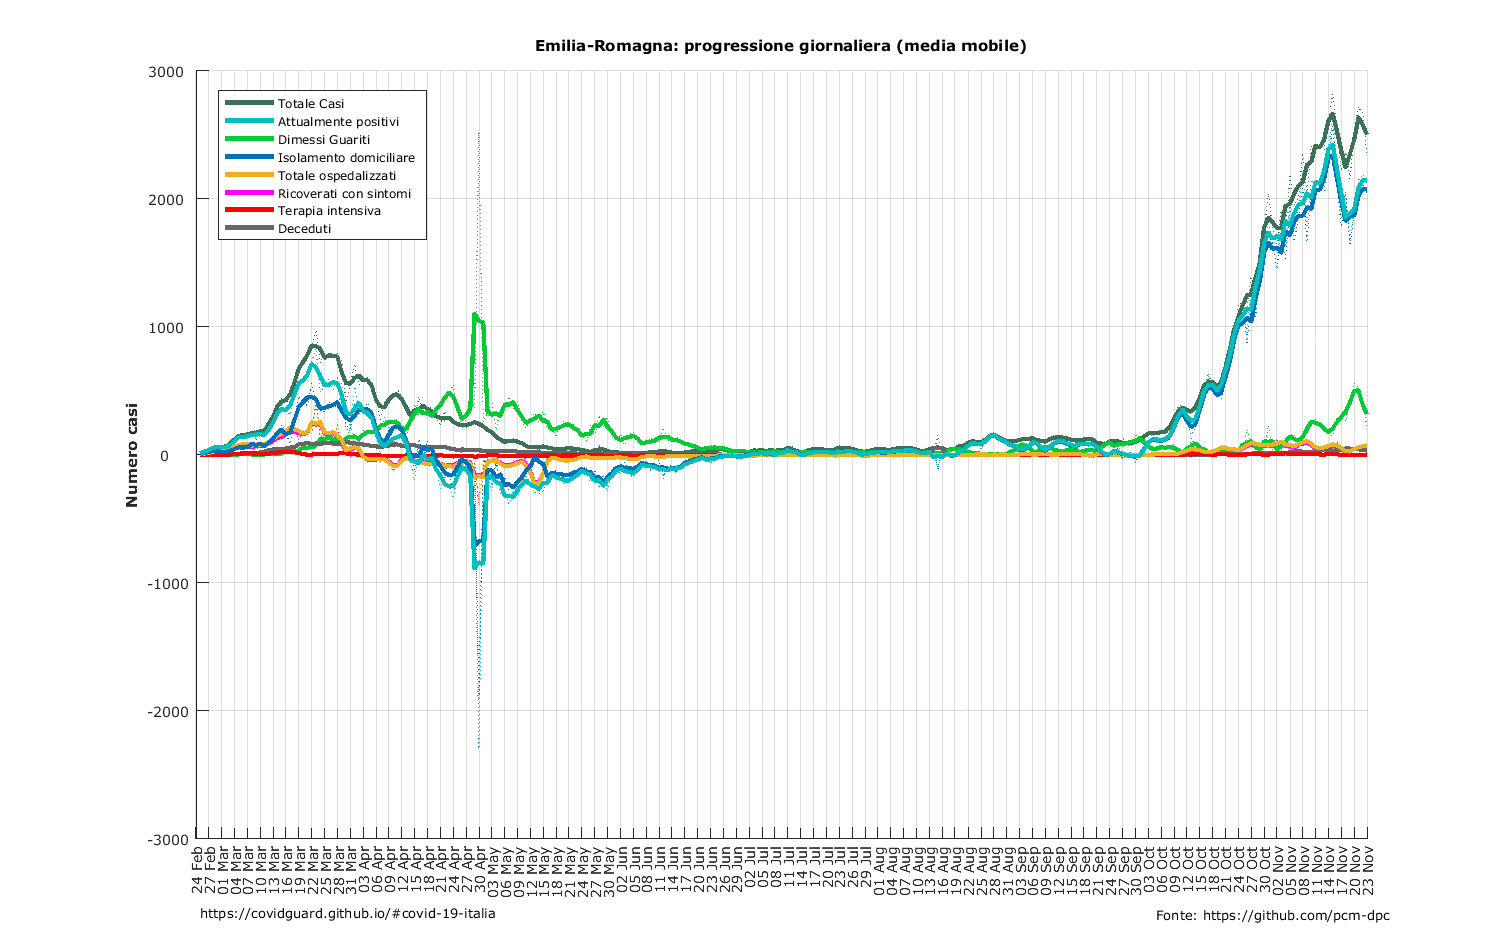 Emilia-Romagna: progressione giornaliera (media mobile)
3000
2000
1000
0
-1000
-2000
-3000
Numero casi
Totale Casi
Attualmente positivi
Dimessi Guariti
Isolamento domiciliare
Totale ospedalizzati
Ricoverati con sintomi
Terapia intensiva
Deceduti
24 Feb
27 Feb
01 Mar
04 Mar
07 Mar
10 Mar
13 Mar
16 Mar
19 Mar
22 Mar
25 Mar
28 Mar
31 Mar
03 Apr
06 Apr
09 Apr
12 Apr
15 Apr
18 Apr
21 Apr
24 Apr
27 Apr
30 Apr
03 May
06 May
09 May
12 May
15 May
18 May
21 May
24 May
27 May
30 May
02 Jun
05 Jun
08 Jun
11 Jun
14 Jun
17 Jun
20 Jun
23 Jun
26 Jun
29 Jun
02 Jul
05 Jul
08 Jul
11 Jul
14 Jul
17 Jul
20 Jul
23 Jul
26 Jul
29 Jul
01 Aug
04 Aug
07 Aug
10 Aug
13 Aug
16 Aug
19 Aug
22 Aug
25 Aug
28 Aug
31 Aug
03 Sep
06 Sep
09 Sep
12 Sep
15 Sep
18 Sep
21 Sep
24 Sep
27 Sep
30 Sep
03 Oct
06 Oct
09 Oct
12 Oct
15 Oct
18 Oct
21 Oct
24 Oct
27 Oct
30 Oct
02 Nov
05 Nov
08 Nov
11 Nov
14 Nov
17 Nov
20 Nov
23 Nov
https://covidguard.github.io/#covid-19-italia
Fonte: https://github.com/pcm-dpc